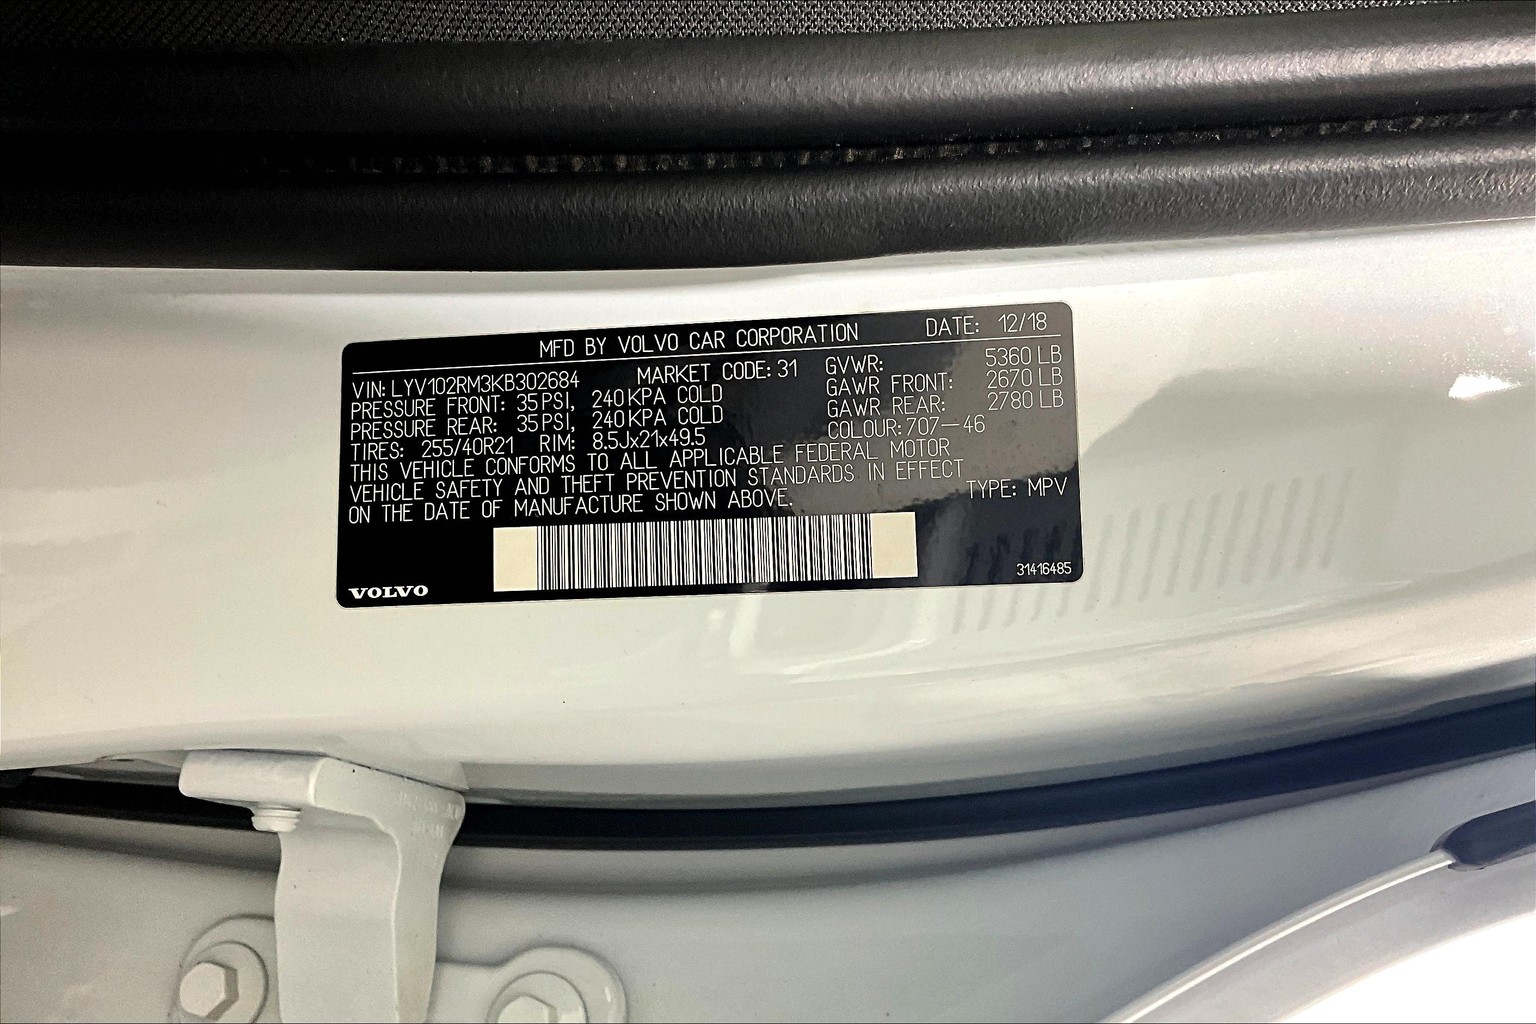 MFD BY VOLVO CAR CORPORATION DATE: 12/18
VIN: LYV102RM3KB302684 MARKET CODE: 31 GVWR: 5360 LB
PRESSURE FRONT: 35 PSI, 240 KPA COLD GAWR FRONT: 2670 LB
PRESSURE REAR: 35 PSI, 240 KPA COLD GAWR REAR: 2780 LB
TIRES: 255/40R21 RIM: 8.5Jx21x49.5 COLOUR: 707-46
THIS VEHICLE CONFORMS TO ALL APPLICABLE FEDERAL MOTOR
VEHICLE SAFETY AND THEFT PREVENTION STANDARDS IN EFFECT
ON THE DATE OF MANUFACTURE SHOWN ABOVE. TYPE: MPV
VOLVO 31416485